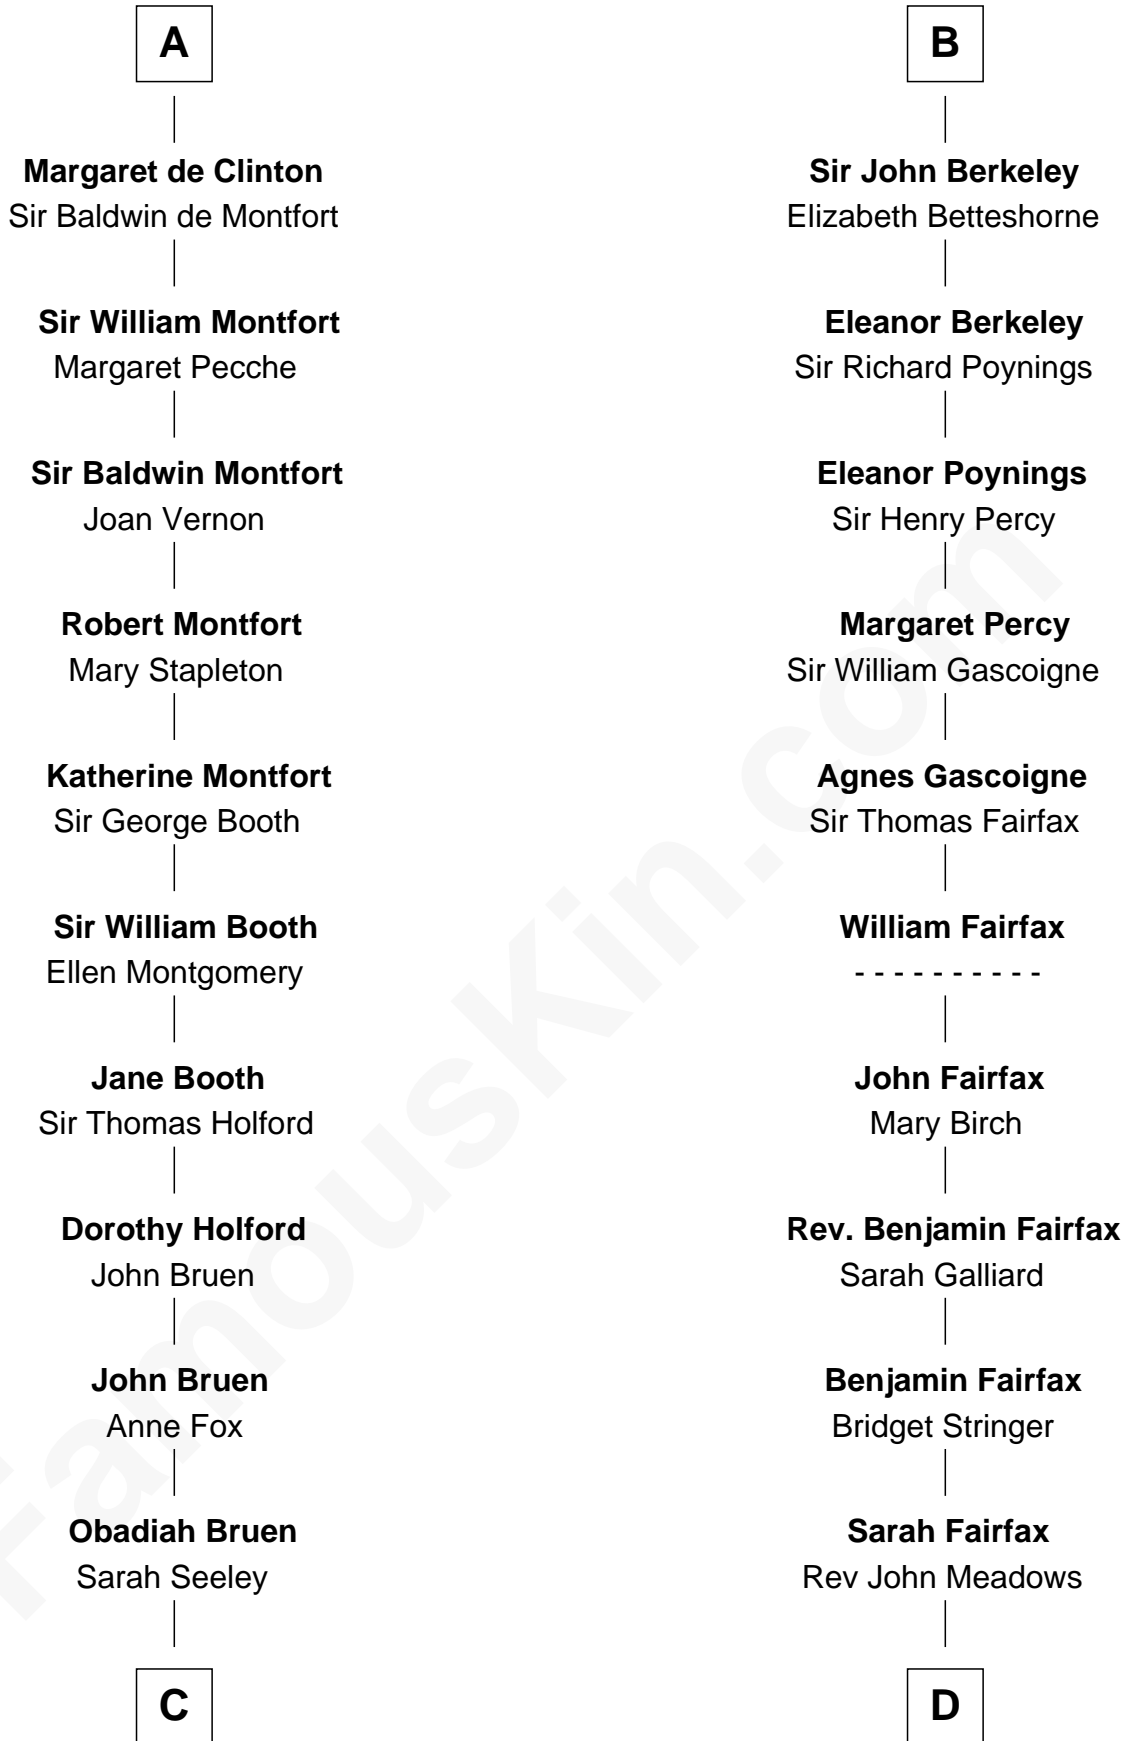 A
Margaret de Clinton
Sir Baldwin de Montfort
Sir William Montfort
Margaret Pecche
Sir Baldwin Montfort
Joan Vernon
Robert Montfort
Mary Stapleton
Katherine Montfort
Sir George Booth
Sir William Booth
Ellen Montgomery
Jane Booth
Sir Thomas Holford
Dorothy Holford
John Bruen
John Bruen
Anne Fox
Obadiah Bruen
Sarah Seeley
C
B
Sir John Berkeley
Elizabeth Betteshorne
Eleanor Berkeley
Sir Richard Poynings
Eleanor Poynings
Sir Henry Percy
Margaret Percy
Sir William Gascoigne
Agnes Gascoigne
Sir Thomas Fairfax
William Fairfax
- - - - - - - - - -
John Fairfax
Mary Birch
Rev. Benjamin Fairfax
Sarah Galliard
Benjamin Fairfax
Bridget Stringer
Sarah Fairfax
Rev John Meadows
D
FamousKin.com